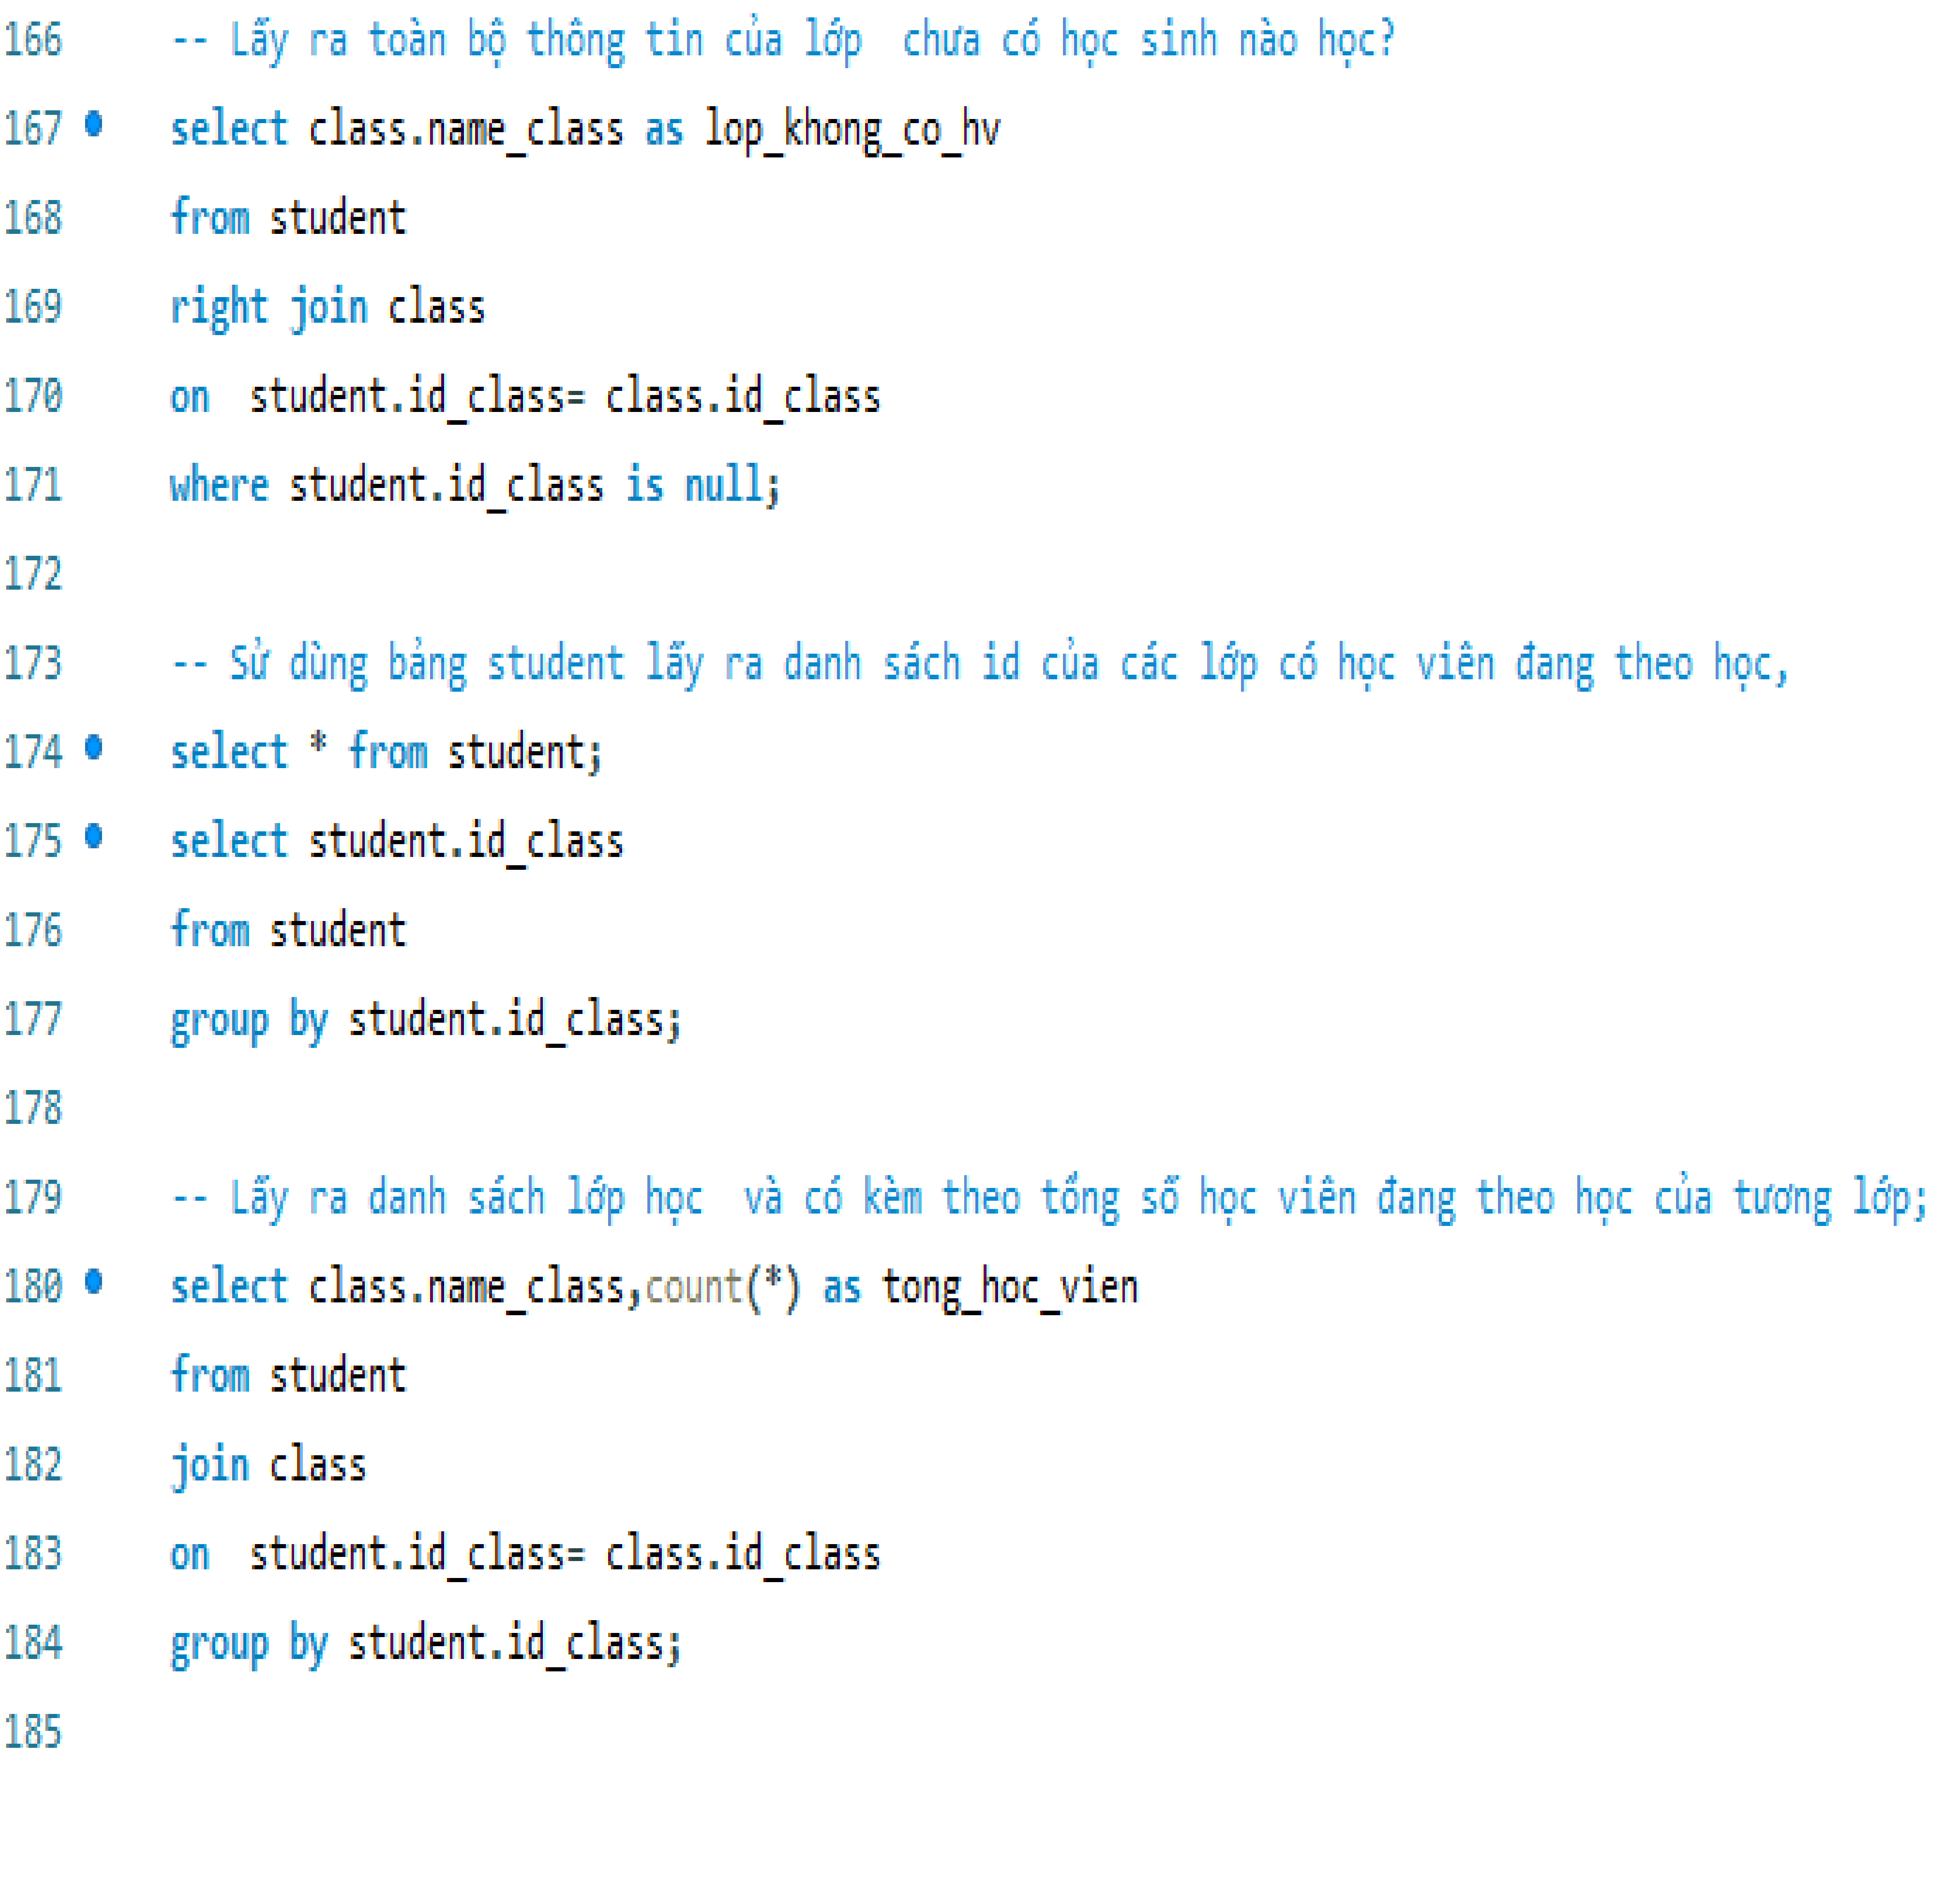 166 -- Lấy ra toàn bộ thông tin của lớp  chưa có học sinh nào học?
167 select class.name_class as lop_khong_co_hv
168 from student
169 right join class
170 on  student.id_class= class.id_class
171 where student.id_class is null;
172
173 -- Sử dùng bảng student lấy ra danh sách id của các lớp có học viên đang theo học,
174 select * from student;
175 select student.id_class
176 from student
177 group by student.id_class;
178
179 -- Lấy ra danh sách lớp học  và có kèm theo tổng số học viên đang theo học của tương lớp;
180 select class.name_class,count(*) as tong_hoc_vien
181 from student
182 join class
183 on  student.id_class= class.id_class
184 group by student.id_class;
185